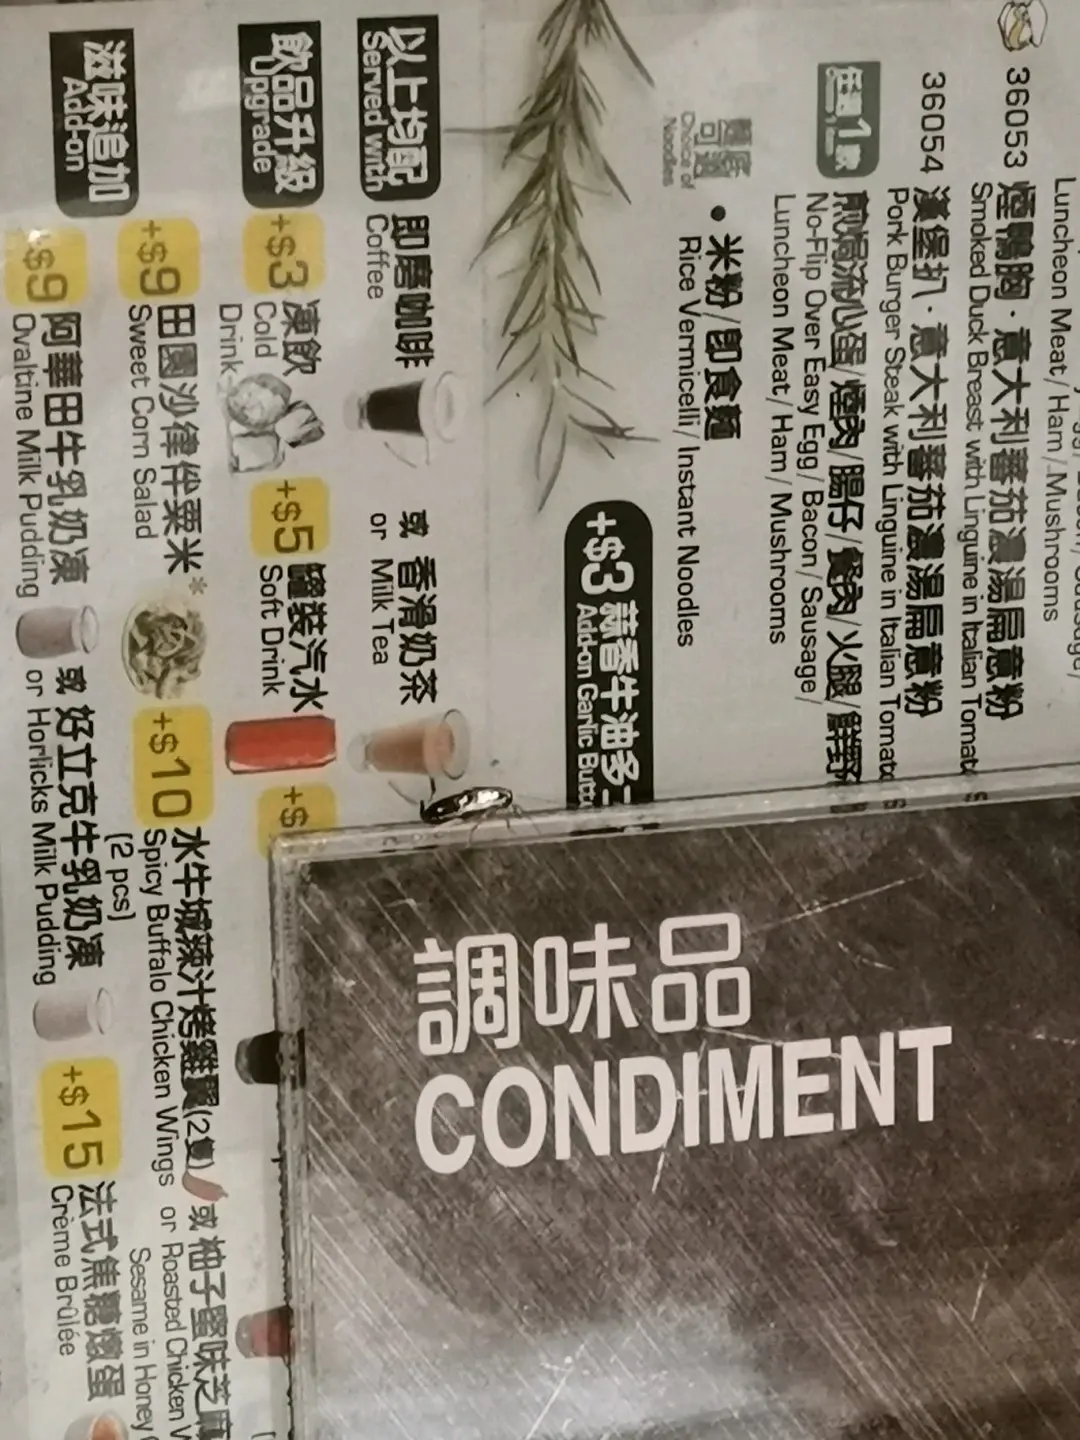 Luncheon Meat / Ham / Mushrooms
36053 煙鴨胸·意大利蕃茄濃湯扁意粉
Smoked Duck Breast with Linguine in Italian
36054 漢堡扒·意大利蕃茄濃湯扁意粉
Pork Burger Steak with Linguine in Italian
煎焗流心蛋/煙肉/腸仔/餐肉/火腿/
No-Flip Over Easy Egg / Bacon / Sausage /
Luncheon Meat / Ham / Mushrooms
可選
Choice of
Noodles
• 米粉/即食麵
Rice Vermicelli / Instant Noodles
+$3 蒜香牛油多
Add-on Garlic
以上均配
Served with
即磨咖啡
Coffee
或 香滑奶茶
or Milk Tea
飲品升級
Upgrade
+$3 凍飲
Cold
Drink
+$5 罐裝汽水
Soft Drink
+$
滋味追加
Add-on
+$9 田園沙律伴粟米*
Sweet Corn Salad
+$10 水牛城辣汁烤雞翼(2隻)
Spicy Buffalo Chicken Wings
(2 pcs)
或 柚子蜜味芝麻
or Roasted Chicken
Sesame in Honey
+$9 阿華田牛乳奶凍
Ovaltine Milk Pudding
或 好立克牛乳奶凍
or Horlicks Milk Pudding
+$15 法式焦糖燉蛋
Crème Brûlée
調味品
CONDIMENT